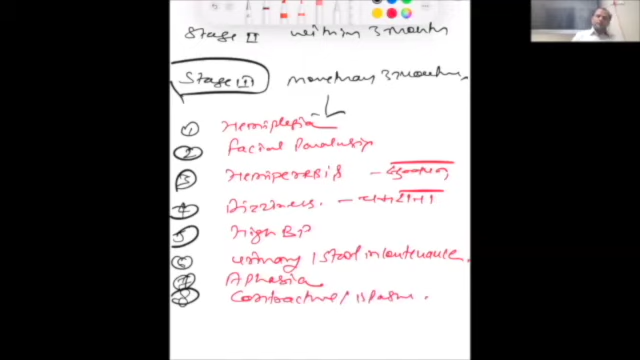 Stage II within 3 months
Stage III more than 3 months
① Hemiplegia
② Facial Paralysis
③ Hemiparesis -
④ Dizziness. -
⑤ High BP
⑥ urinary / stool incontenance.
⑦ Aphasia
⑧ Contracture / spasm.